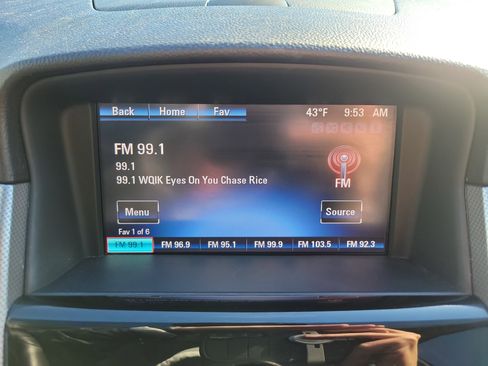 Back Home Fav 43°F 9:53 AM
FM 99.1
99.1
99.1 WQIK Eyes On You Chase Rice
FM
Menu Source
Fav 1 of 6
FM 99.1 FM 96.9 FM 95.1 FM 99.9 FM 103.5 FM 92.3